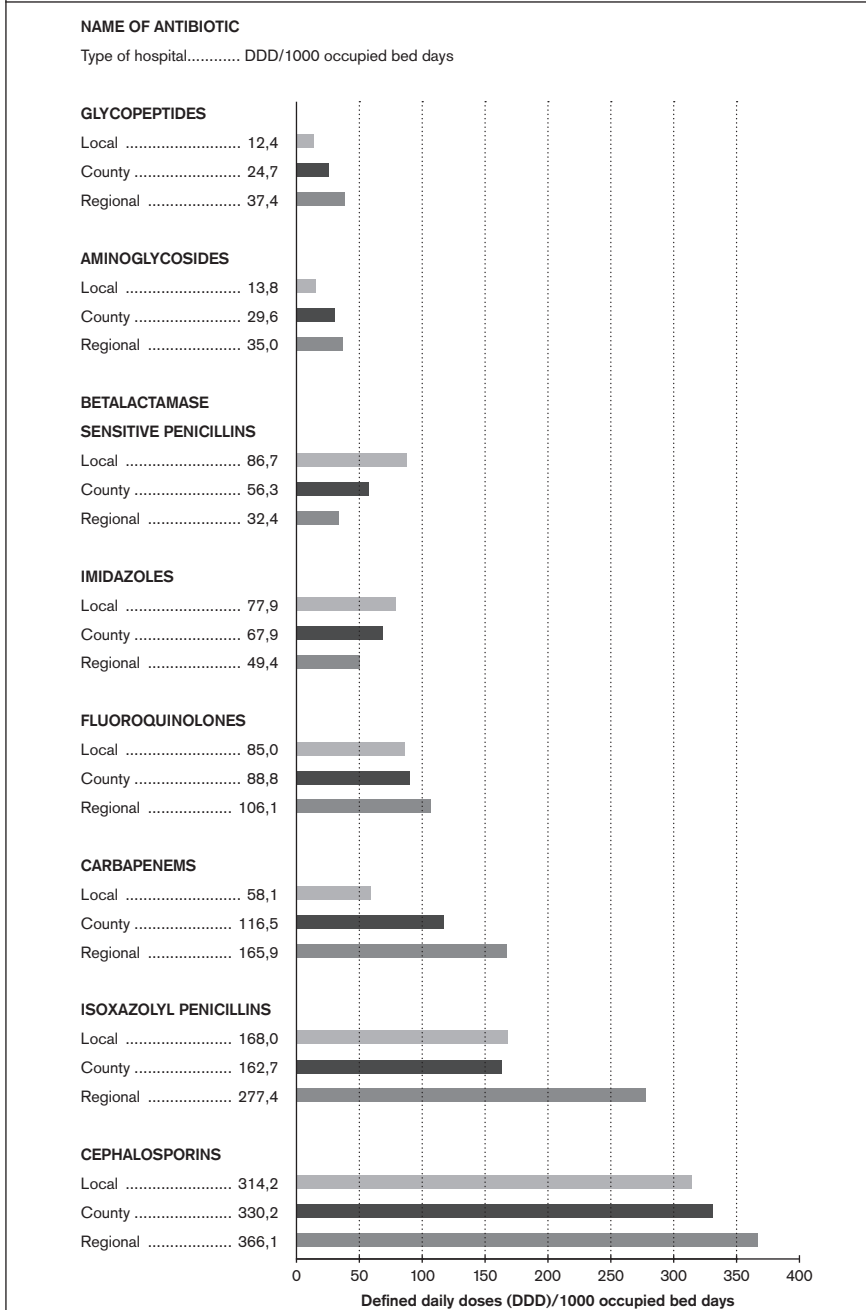 NAME OF ANTIBIOTIC
Type of hospital............ DDD/1000 occupied bed days
GLYCOPEPTIDES
Local .......................... 12,4
County ........................ 24,7
Regional ..................... 37,4
AMINOGLYCOSIDES
Local .......................... 13,8
County ........................ 29,6
Regional ..................... 35,0
BETALACTAMASE
SENSITIVE PENICILLINS
Local .......................... 86,7
County ........................ 56,3
Regional ..................... 32,4
IMIDAZOLES
Local .......................... 77,9
County ........................ 67,9
Regional ..................... 49,4
FLUOROQUINOLONES
Local .......................... 85,0
County ........................ 88,8
Regional ................... 106,1
CARBAPENEMS
Local .......................... 58,1
County ...................... 116,5
Regional ................... 165,9
ISOXAZOLYL PENICILLINS
Local ........................ 168,0
County ...................... 162,7
Regional ................... 277,4
CEPHALOSPORINS
Local ........................ 314,2
County ...................... 330,2
Regional ................... 366,1
0 50 100 150 200 250 300 350 400
Defined daily doses (DDD)/1000 occupied bed days